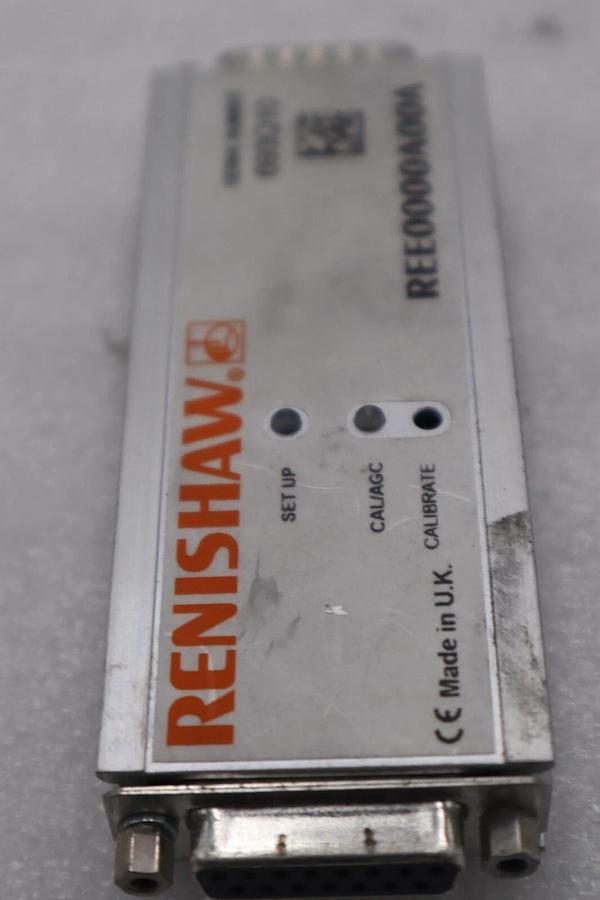 RENISHAW®
SET UP
CAL/AGC
CALIBRATE
CE Made in U.K.
REE0000A00A